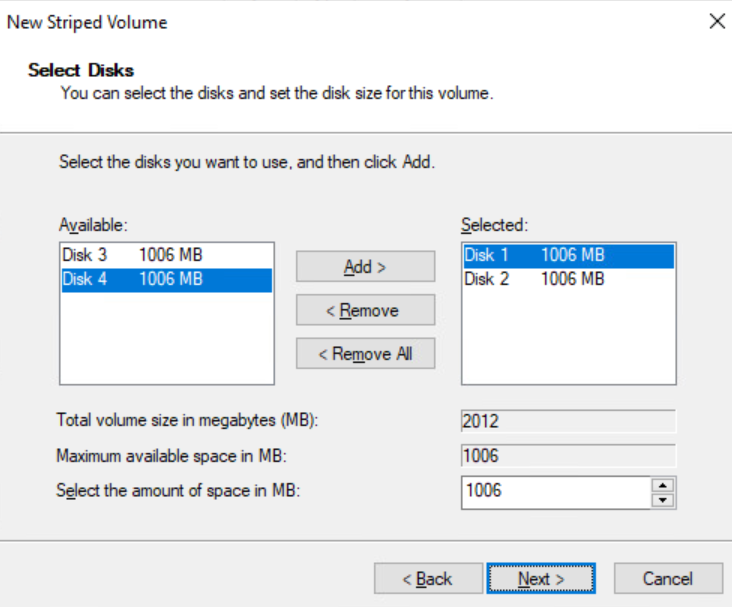 New Striped Volume
Select Disks
You can select the disks and set the disk size for this volume.
Select the disks you want to use, and then click Add.
Available:
Disk 3 1006 MB
Disk 4 1006 MB
Add >
< Remove
< Remove All
Selected:
Disk 1 1006 MB
Disk 2 1006 MB
Total volume size in megabytes (MB): 2012
Maximum available space in MB: 1006
Select the amount of space in MB: 1006
< Back Next > Cancel